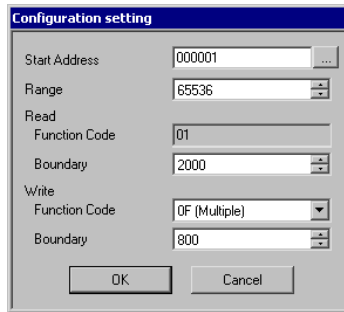 Configuration setting
Start Address 000001 ...
Range 65536
Read
Function Code 01
Boundary 2000
Write
Function Code 0F (Multiple)
Boundary 800
OK Cancel